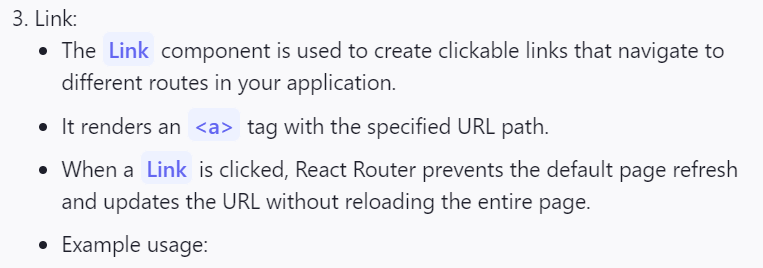 3. Link:
• The Link component is used to create clickable links that navigate to
different routes in your application.
• It renders an <a> tag with the specified URL path.
• When a Link is clicked, React Router prevents the default page refresh
and updates the URL without reloading the entire page.
• Example usage: